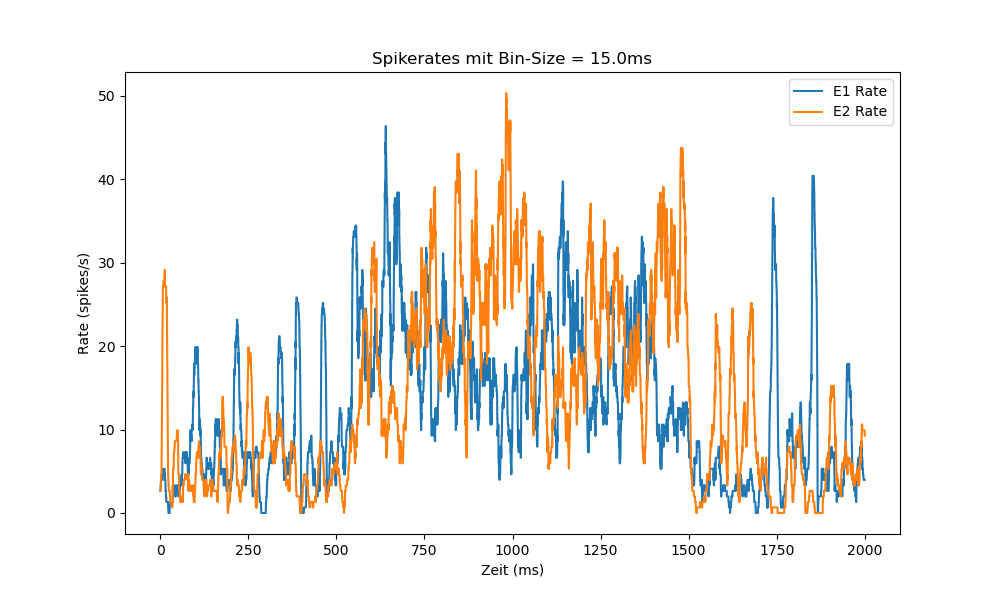 Spikerates mit Bin-Size = 15.0ms
E1 Rate
E2 Rate
Rate (spikes/s)
50
40
30
20
10
0
0 250 500 750 1000 1250 1500 1750 2000
Zeit (ms)